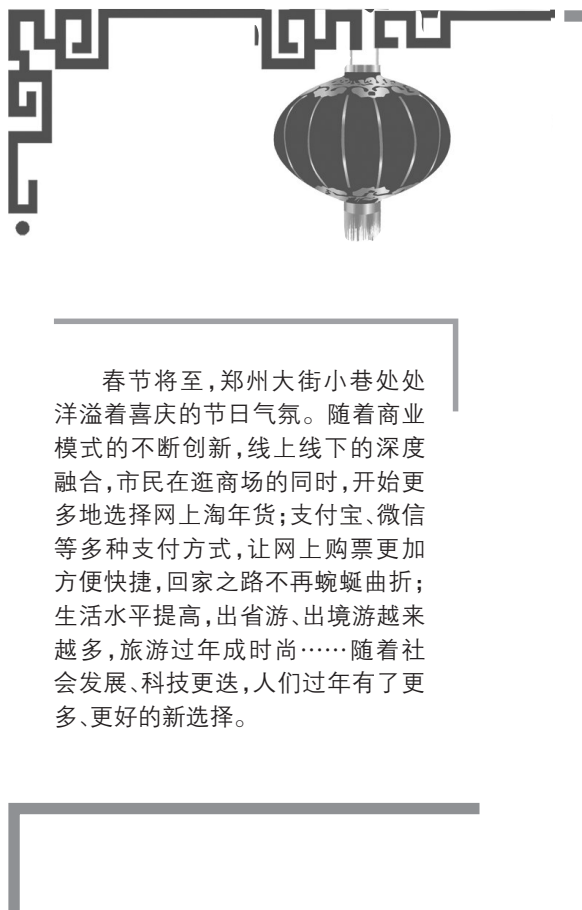 春节将至,郑州大街小巷处处
洋溢着喜庆的节日气氛。随着商业
模式的不断创新,线上线下的深度
融合,市民在逛商场的同时,开始更
多地选择网上淘年货;支付宝、微信
等多种支付方式,让网上购票更加
方便快捷,回家之路不再蜿蜒曲折;
生活水平提高,出省游、出境游越来
越多,旅游过年成时尚……随着社
会发展、科技更迭,人们过年有了更
多、更好的新选择。